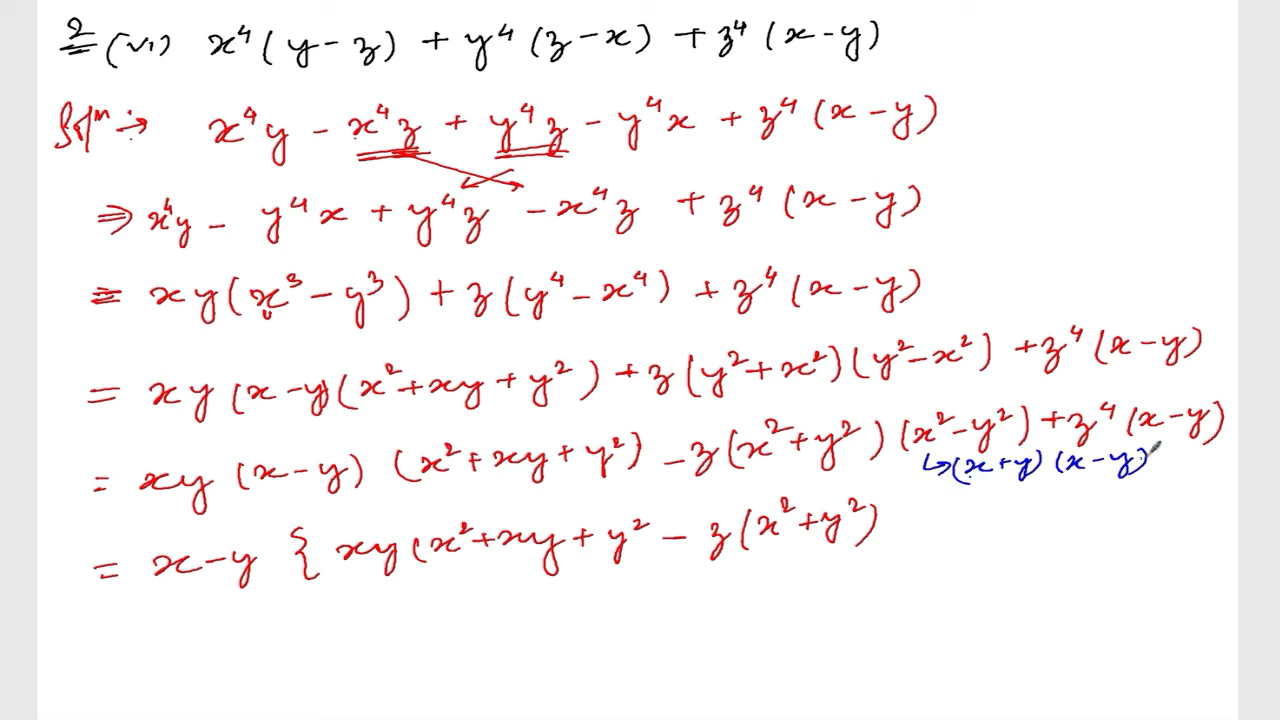 2 (vi) x⁴(y-z) + y⁴(z-x) + z⁴(x-y)
Solⁿ → x⁴y - x⁴z + y⁴z - y⁴x + z⁴(x-y)
⇒ x⁴y - y⁴x + y⁴z - x⁴z + z⁴(x-y)
= xy(x³-y³) + z(y⁴-x⁴) + z⁴(x-y)
= xy(x-y)(x²+xy+y²) + z(y²+x²)(y²-x²) + z⁴(x-y)
= xy(x-y)(x²+xy+y²) - z(x²+y²)(x²-y²) + z⁴(x-y)
↳(x+y)(x-y)
= x-y { xy(x²+xy+y² - z(x²+y²)